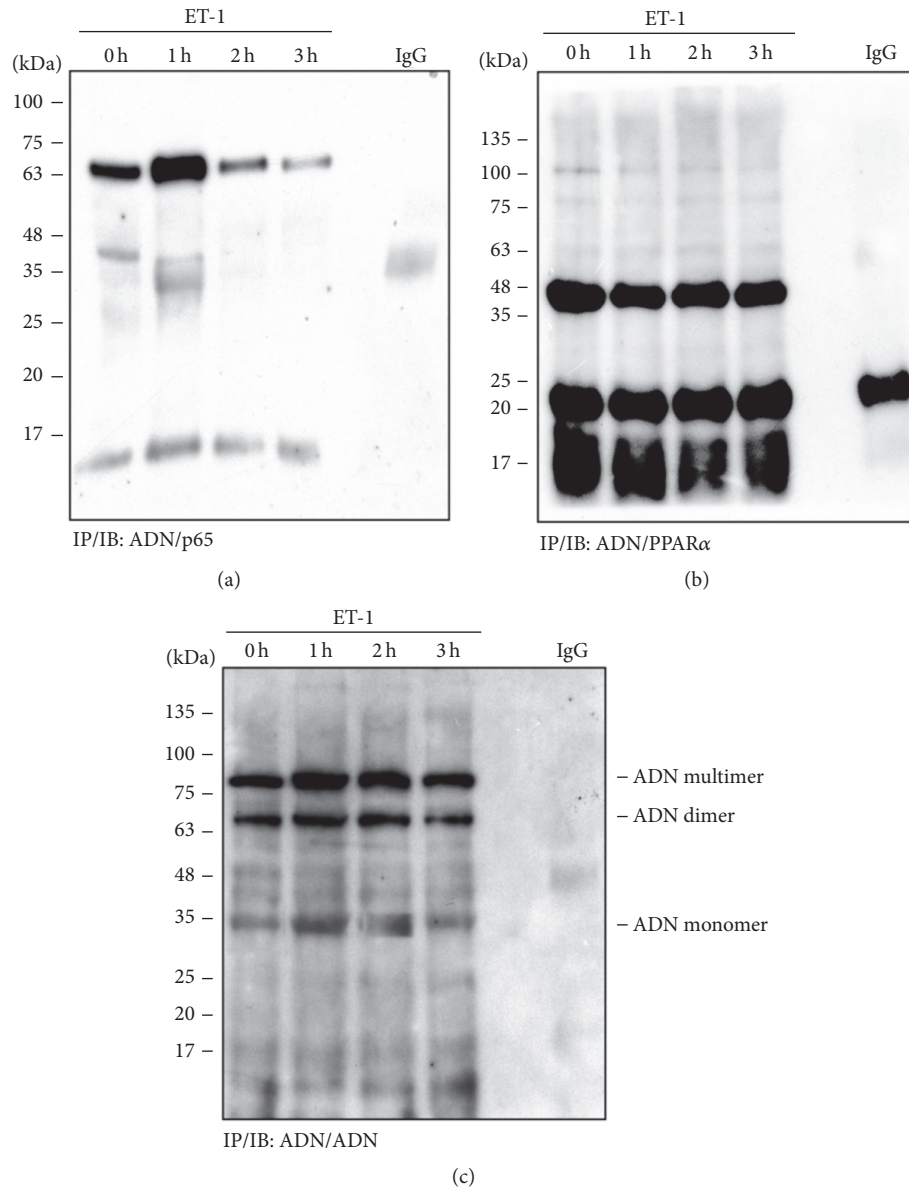 ET-1
0 h 1 h 2 h 3 h IgG
(kDa)
100
75
63
48
35
25
20
17
IP/IB: ADN/p65
(a)
ET-1
0 h 1 h 2 h 3 h IgG
(kDa)
135
100
75
63
48
35
25
20
17
IP/IB: ADN/PPARα
(b)
ET-1
0 h 1 h 2 h 3 h IgG
(kDa)
135
100
75
63
48
35
25
20
17
ADN multimer
ADN dimer
ADN monomer
IP/IB: ADN/ADN
(c)